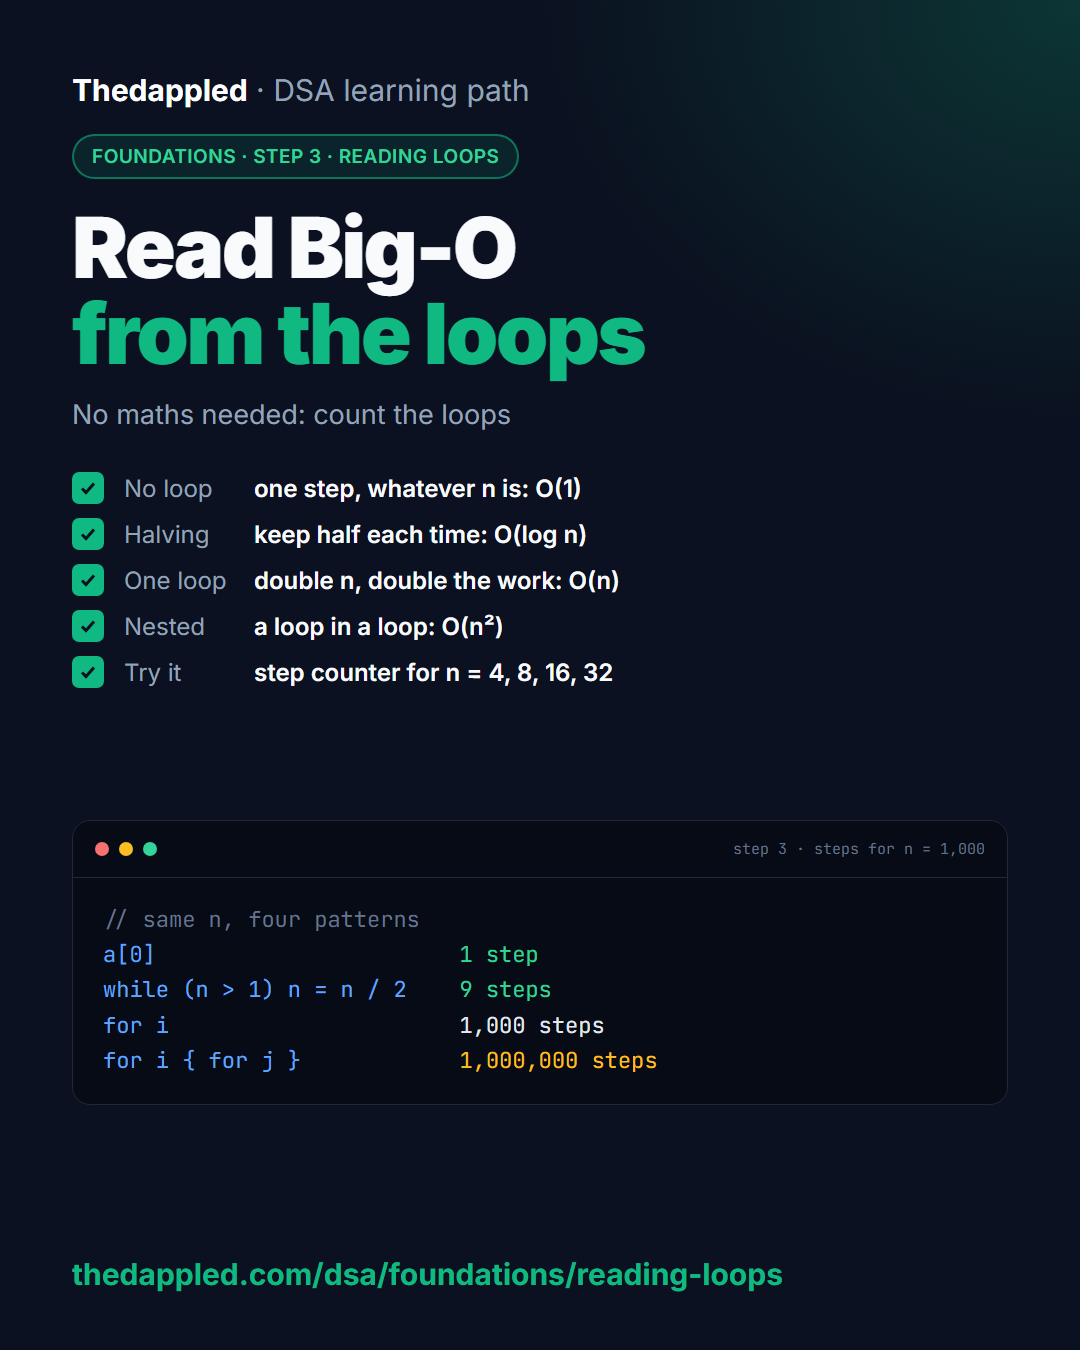 Thedappled · DSA learning path
FOUNDATIONS · STEP 3 · READING LOOPS
Read Big-O
from the loops
No maths needed: count the loops
No loop one step, whatever n is: O(1)
Halving keep half each time: O(log n)
One loop double n, double the work: O(n)
Nested a loop in a loop: O(n²)
Try it step counter for n = 4, 8, 16, 32
step 3 · steps for n = 1,000
// same n, four patterns
a[0] 1 step
while (n > 1) n = n / 2 9 steps
for i 1,000 steps
for i { for j } 1,000,000 steps
thedappled.com/dsa/foundations/reading-loops